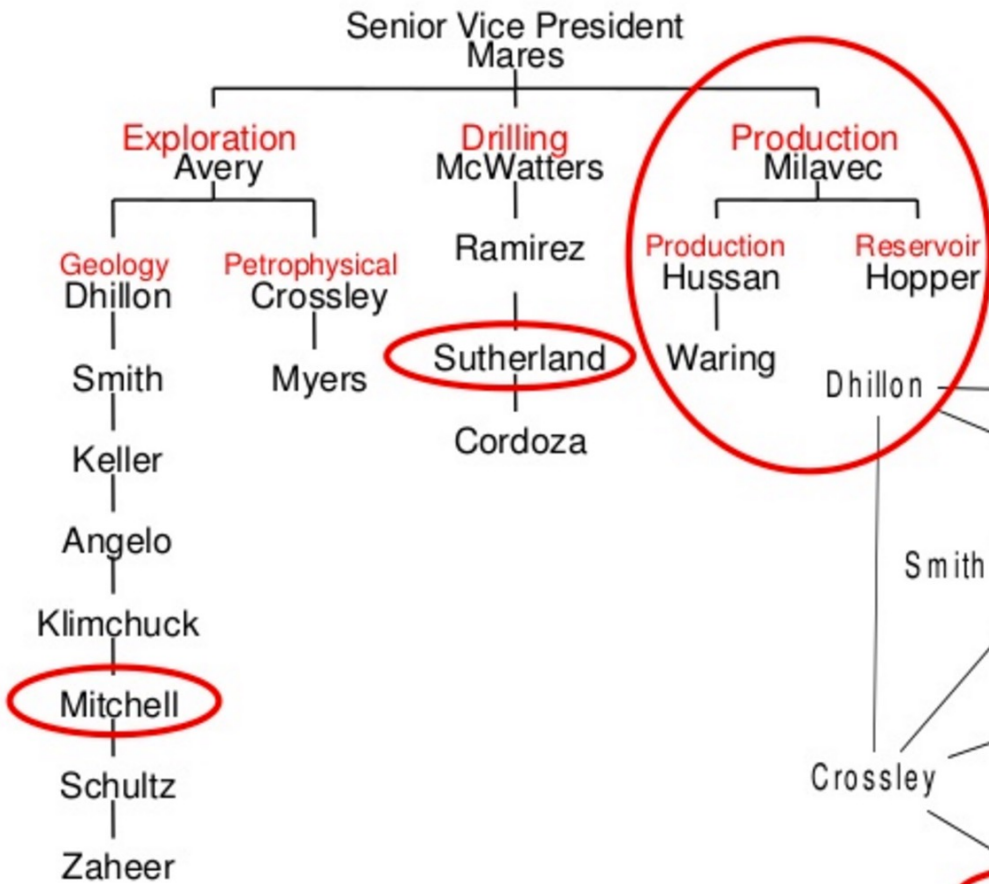 Senior Vice President
Mares
Exploration
Avery
Drilling
McWatters
Production
Milavec
Geology
Dhillon
Petrophysical
Crossley
Ramirez
Production
Hussan
Reservoir
Hopper
Smith
Myers
Sutherland
Waring
Dhillon
Keller
Cordoza
Angelo
Smith
Klimchuck
Mitchell
Crossley
Schultz
Zaheer